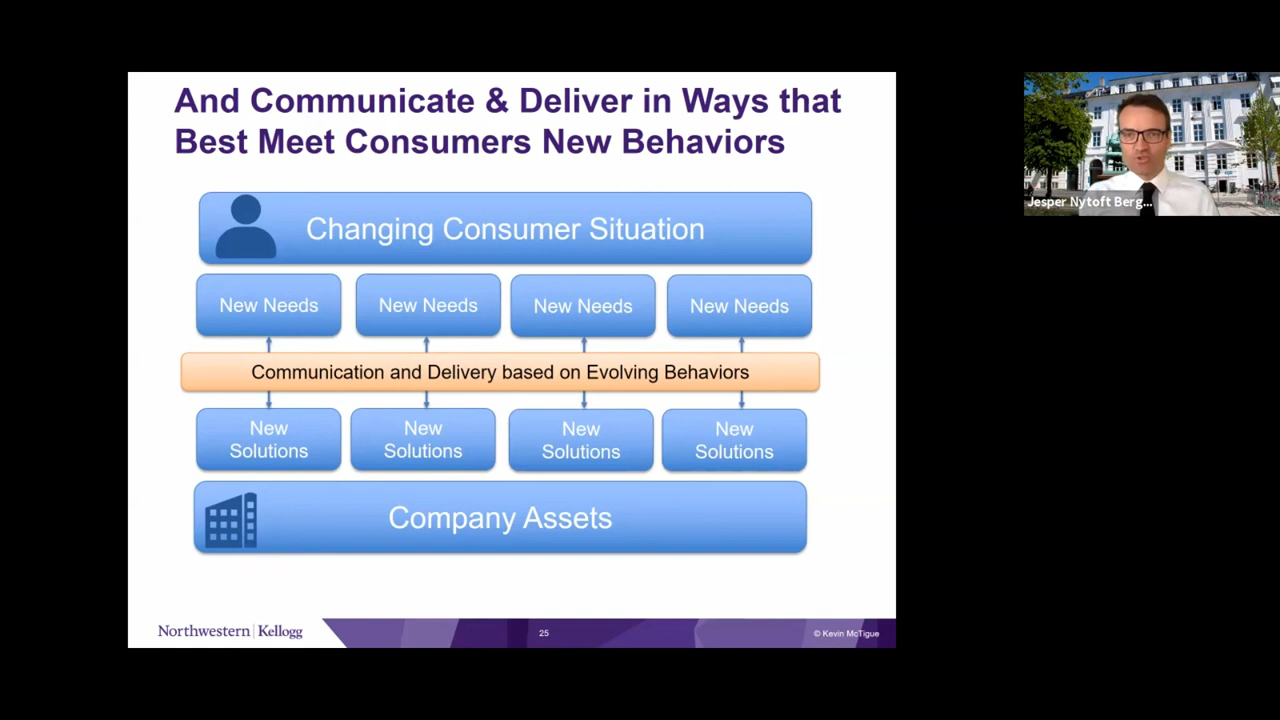 And Communicate & Deliver in Ways that
Best Meet Consumers New Behaviors
Changing Consumer Situation
New Needs
New Needs
New Needs
New Needs
Communication and Delivery based on Evolving Behaviors
New
Solutions
New
Solutions
New
Solutions
New
Solutions
Company Assets
Northwestern | Kellogg
25
© Kevin McTigue
Jesper Nytoft Berg...